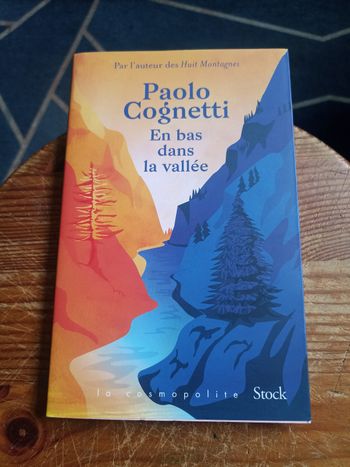 Par l'auteur des Huit Montagnes
Paolo
Cognetti
En bas
dans
la vallée
la cosmopolite
Stock